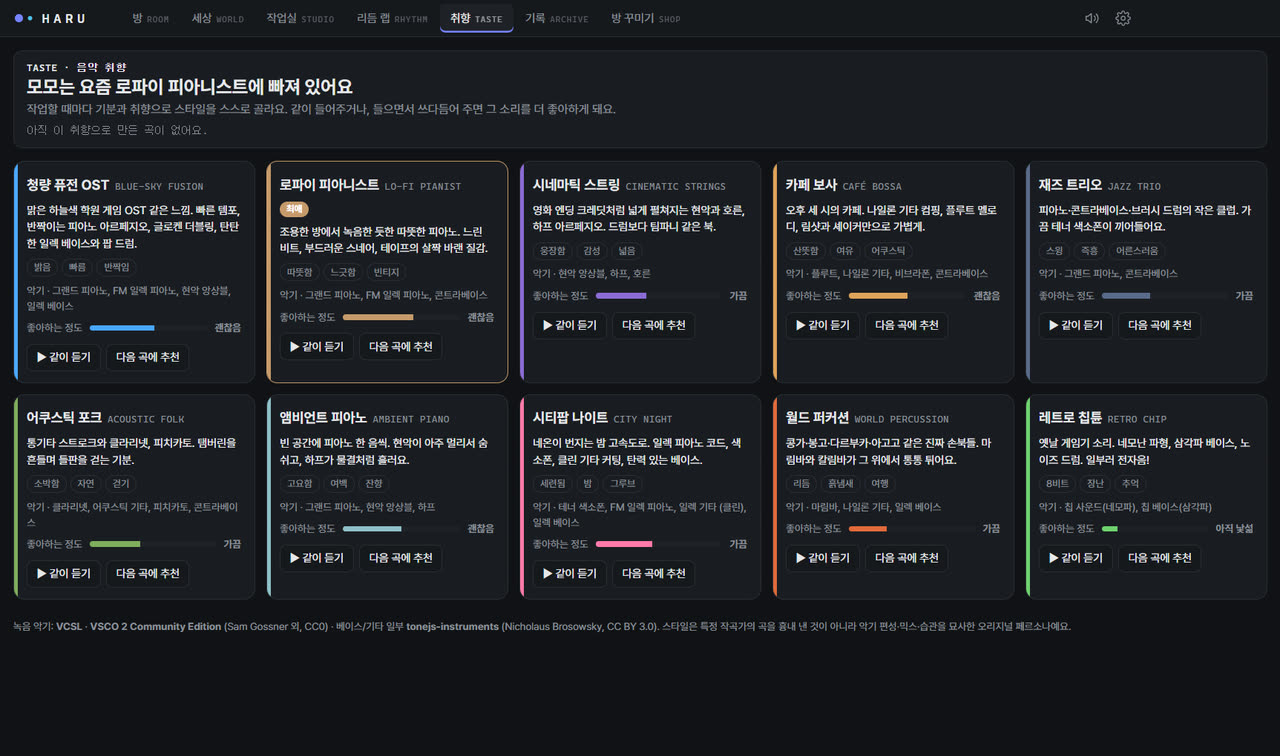 HARU
방 ROOM 세상 WORLD 작업실 STUDIO 리듬 랩 RHYTHM 취향 TASTE 기록 ARCHIVE 방 꾸미기 SHOP
TASTE · 음악 취향
모모는 요즘 로파이 피아니스트에 빠져 있어요
작업할 때마다 기분과 취향으로 스타일을 스스로 골라요. 같이 들어주거나, 들으면서 쓰다듬어 주면 그 소리를 더 좋아하게 돼요.
아직 이 취향으로 만든 곡이 없어요.
청량 퓨전 OST BLUE-SKY FUSION
맑은 하늘색 학원 게임 OST 같은 느낌. 빠른 템포,
반짝이는 피아노 아르페지오, 글로켄 더블링, 탄탄
한 일렉 베이스와 팝 드럼.
밝음 빠름 반짝임
악기 · 그랜드 피아노, FM 일렉 피아노, 현악 앙상블,
일렉 베이스
좋아하는 정도 괜찮음
▶ 같이 듣기 다음 곡에 추천
로파이 피아니스트 LO-FI PIANIST
최애
조용한 방에서 녹음한 듯한 따뜻한 피아노. 느린
비트, 부드러운 스네어, 테이프의 살짝 바랜 질감.
따뜻함 느긋함 빈티지
악기 · 그랜드 피아노, FM 일렉 피아노, 콘트라베이스
좋아하는 정도 괜찮음
▶ 같이 듣기 다음 곡에 추천
시네마틱 스트링 CINEMATIC STRINGS
영화 엔딩 크레딧처럼 넓게 펼쳐지는 현악과 호른,
하프 아르페지오. 드럼보다 팀파니 같은 북.
웅장함 감성 넓음
악기 · 현악 앙상블, 하프, 호른
좋아하는 정도 가끔
▶ 같이 듣기 다음 곡에 추천
카페 보사 CAFÉ BOSSA
오후 세 시의 카페. 나일론 기타 컴핑, 플루트 멜로
디, 림샷과 셰이커만으로 가볍게.
산뜻함 여유 어쿠스틱
악기 · 플루트, 나일론 기타, 비브라폰, 콘트라베이스
좋아하는 정도 괜찮음
▶ 같이 듣기 다음 곡에 추천
재즈 트리오 JAZZ TRIO
피아노·콘트라베이스·브러시 드럼의 작은 클럽. 가
끔 테너 색소폰이 끼어들어요.
스윙 즉흥 어른스러움
악기 · 그랜드 피아노, 콘트라베이스
좋아하는 정도 가끔
▶ 같이 듣기 다음 곡에 추천
어쿠스틱 포크 ACOUSTIC FOLK
통기타 스트로크와 클라리넷, 피치카토. 탬버린을
흔들며 들판을 걷는 기분.
소박함 자연 걷기
악기 · 클라리넷, 어쿠스틱 기타, 피치카토, 콘트라베이
스
좋아하는 정도 가끔
▶ 같이 듣기 다음 곡에 추천
앰비언트 피아노 AMBIENT PIANO
빈 공간에 피아노 한 음씩. 현악이 아주 멀리서 숨
쉬고, 하프가 물결처럼 흘러요.
고요함 여백 잔향
악기 · 그랜드 피아노, 현악 앙상블, 하프
좋아하는 정도 괜찮음
▶ 같이 듣기 다음 곡에 추천
시티팝 나이트 CITY NIGHT
네온이 번지는 밤 고속도로. 일렉 피아노 코드, 색
소폰, 클린 기타 커팅, 탄력 있는 베이스.
세련됨 밤 그루브
악기 · 테너 색소폰, FM 일렉 피아노, 일렉 기타 (클린),
일렉 베이스
좋아하는 정도 가끔
▶ 같이 듣기 다음 곡에 추천
월드 퍼커션 WORLD PERCUSSION
콩가·봉고·다르부카·아고고 같은 진짜 손북들. 마
림바와 칼림바가 그 위에서 통통 튀어요.
리듬 흙냄새 여행
악기 · 마림바, 나일론 기타, 일렉 베이스
좋아하는 정도 가끔
▶ 같이 듣기 다음 곡에 추천
레트로 칩튠 RETRO CHIP
옛날 게임기 소리. 네모난 파형, 삼각파 베이스, 노
이즈 드럼. 일부러 전자음!
8비트 장난 추억
악기 · 칩 사운드(네모파), 칩 베이스(삼각파)
좋아하는 정도 아직 낯섦
▶ 같이 듣기 다음 곡에 추천
녹음 악기: VCSL · VSCO 2 Community Edition (Sam Gossner 외, CC0) · 베이스/기타 일부 tonejs-instruments (Nicholaus Brosowsky, CC BY 3.0). 스타일은 특정 작곡가의 곡을 흉내 낸 것이 아니라 악기 편성·믹스·습관을 묘사한 오리지널 페르소나예요.